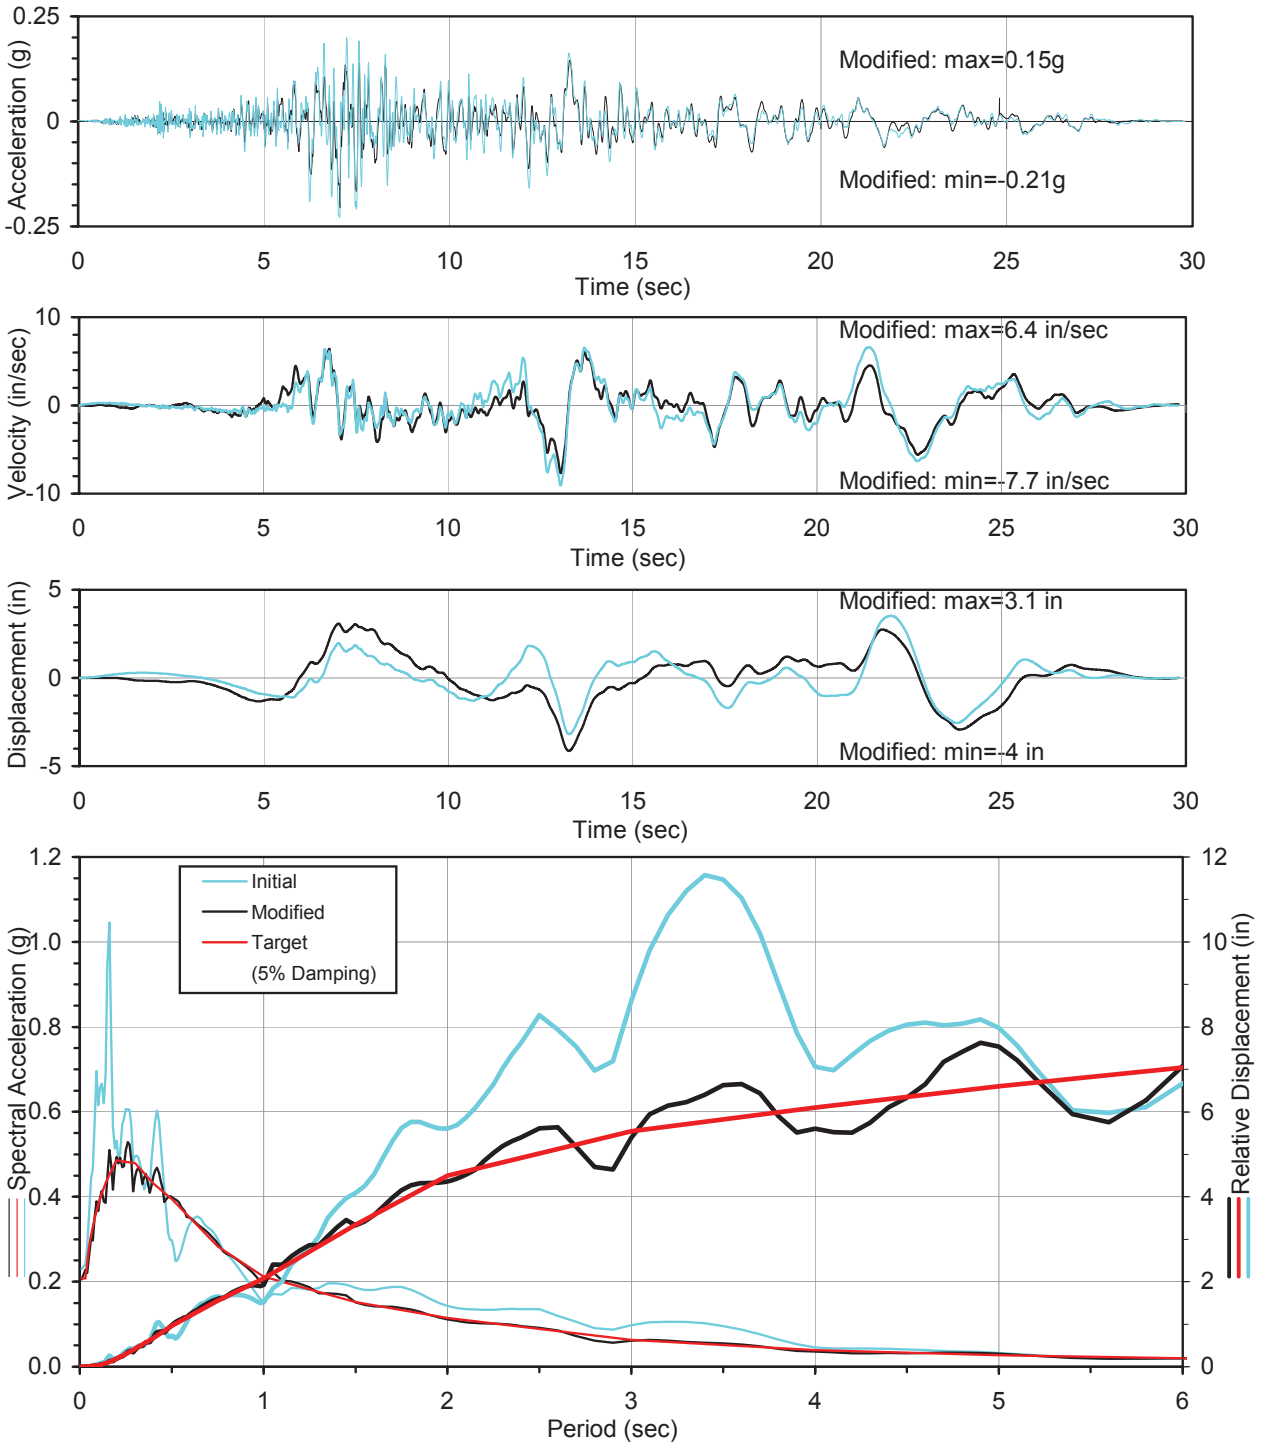 0.25
0
-0.25
Acceleration (g)
Modified: max=0.15g
Modified: min=-0.21g
0 5 10 15 20 25 30
Time (sec)
10
0
-10
Velocity (in/sec)
Modified: max=6.4 in/sec
Modified: min=-7.7 in/sec
0 5 10 15 20 25 30
Time (sec)
5
0
-5
Displacement (in)
Modified: max=3.1 in
Modified: min=-4 in
0 5 10 15 20 25 30
Time (sec)
1.2
1.0
0.8
0.6
0.4
0.2
0.0
Spectral Acceleration (g)
Initial
Modified
Target
(5% Damping)
12
10
8
6
4
2
0
Relative Displacement (in)
0 1 2 3 4 5 6
Period (sec)